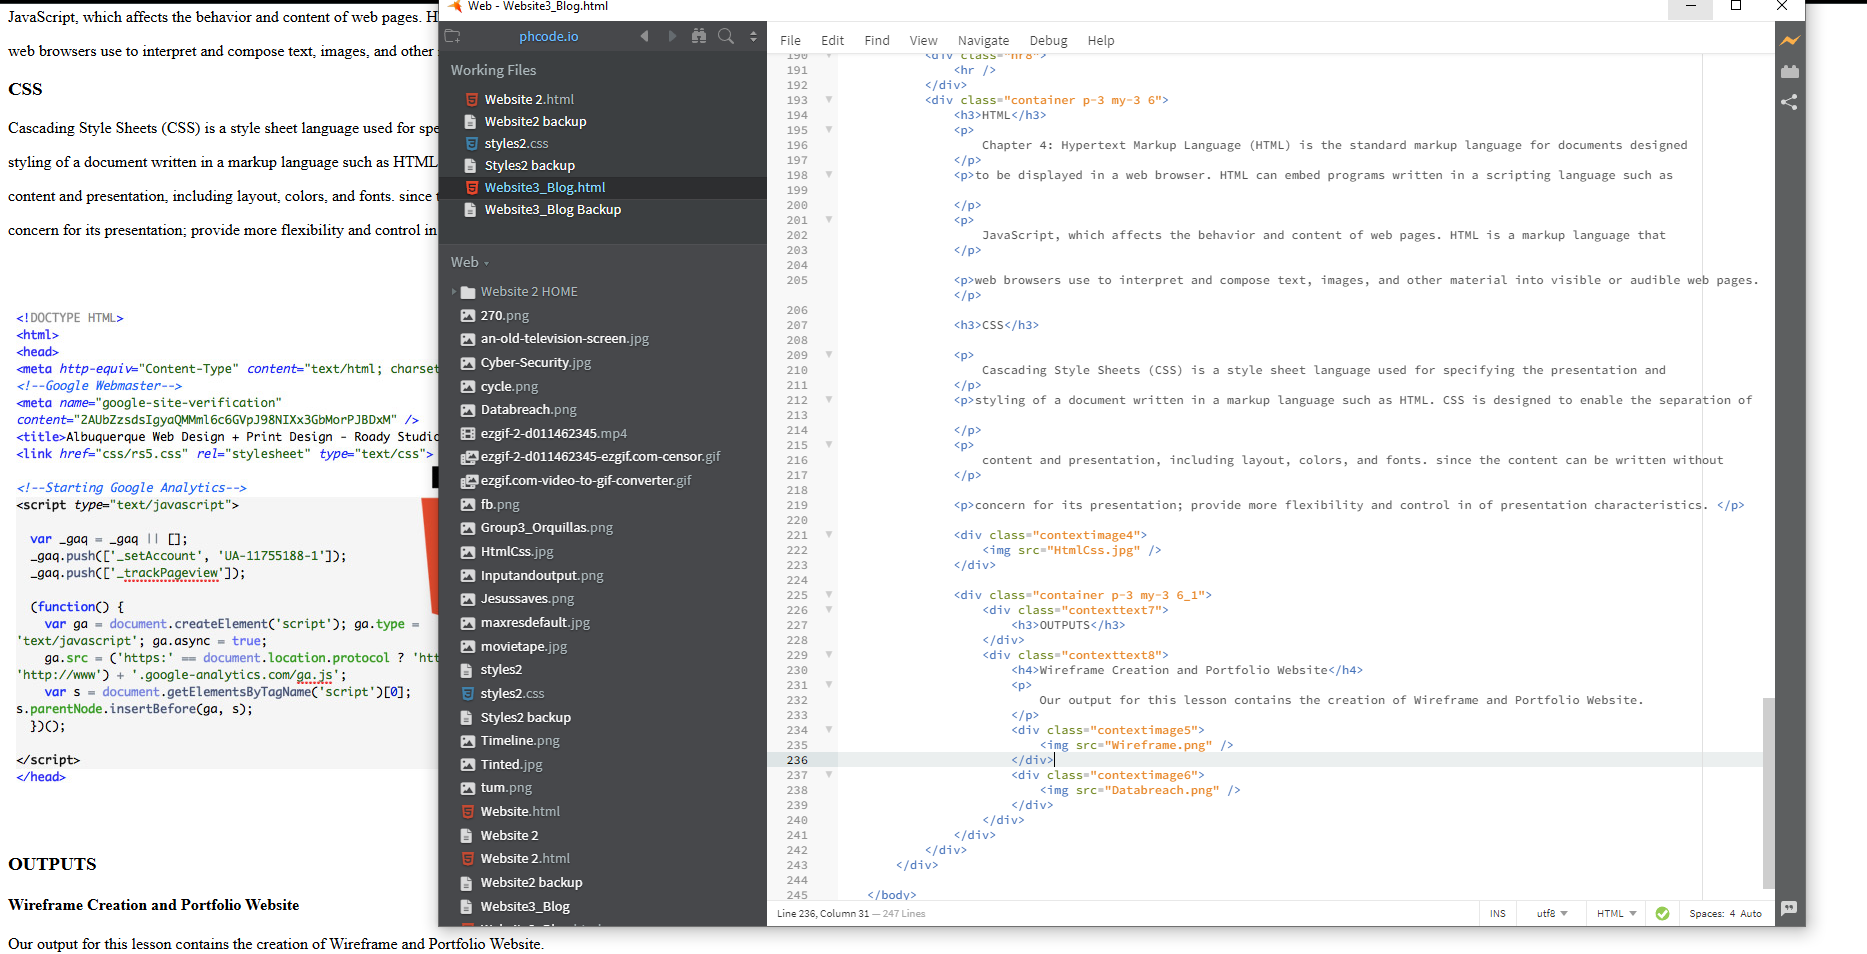 JavaScript, which affects the behavior and content of web pages. H
web browsers use to interpret and compose text, images, and other
CSS
Cascading Style Sheets (CSS) is a style sheet language used for spe
styling of a document written in a markup language such as HTML
content and presentation, including layout, colors, and fonts. since
concern for its presentation; provide more flexibility and control in
<!DOCTYPE HTML>
<html>
<head>
<meta http-equiv="Content-Type" content="text/html; charset
<!--Google Webmaster-->
<meta name="google-site-verification"
content="2AUbZzsdsIgyaQMMml6c6GVpJ98NIXx3GbMorPJBDxM" />
<title>Albuquerque Web Design + Print Design - Roady Studio
<link href="css/rs5.css" rel="stylesheet" type="text/css">
<!--Starting Google Analytics-->
<script type="text/javascript">
var _gaq = _gaq || [];
_gaq.push(['_setAccount', 'UA-11755188-1']);
_gaq.push(['_trackPageview']);
(function() {
var ga = document.createElement('script'); ga.type =
'text/javascript'; ga.async = true;
ga.src = ('https:' == document.location.protocol ? 'htt
'http://www') + '.google-analytics.com/ga.js';
var s = document.getElementsByTagName('script')[0];
s.parentNode.insertBefore(ga, s);
})();
</script>
</head>
OUTPUTS
Wireframe Creation and Portfolio Website
Our output for this lesson contains the creation of Wireframe and Portfolio Website.
Web - Website3_Blog.html
phcode.io
Working Files
Website 2.html
Website2 backup
styles2.css
Styles2 backup
Website3_Blog.html
Website3_Blog Backup
Web
Website 2 HOME
270.png
an-old-television-screen.jpg
Cyber-Security.jpg
cycle.png
Databreach.png
ezgif-2-d011462345.mp4
ezgif-2-d011462345-ezgif.com-censor.gif
ezgif.com-video-to-gif-converter.gif
fb.png
Group3_Orquillas.png
HtmlCss.jpg
Inputandoutput.png
Jesussaves.png
maxresdefault.jpg
movietape.jpg
styles2
styles2.css
Styles2 backup
Timeline.png
Tinted.jpg
tum.png
Website.html
Website 2
Website 2.html
Website2 backup
Website3_Blog
File Edit Find View Navigate Debug Help
190 <div class="hr8">
191 <hr />
192 </div>
193 <div class="container p-3 my-3 6">
194 <h3>HTML</h3>
195 <p>
196 Chapter 4: Hypertext Markup Language (HTML) is the standard markup language for documents designed
197 </p>
198 <p>to be displayed in a web browser. HTML can embed programs written in a scripting language such as
199
200 </p>
201 <p>
202 JavaScript, which affects the behavior and content of web pages. HTML is a markup language that
203 </p>
204
205 <p>web browsers use to interpret and compose text, images, and other material into visible or audible web pages.
</p>
206
207 <h3>CSS</h3>
208
209 <p>
210 Cascading Style Sheets (CSS) is a style sheet language used for specifying the presentation and
211 </p>
212 <p>styling of a document written in a markup language such as HTML. CSS is designed to enable the separation of
213
214 </p>
215 <p>
216 content and presentation, including layout, colors, and fonts. since the content can be written without
217 </p>
218
219 <p>concern for its presentation; provide more flexibility and control in of presentation characteristics. </p>
220
221 <div class="contextimage4">
222 <img src="HtmlCss.jpg" />
223 </div>
224
225 <div class="container p-3 my-3 6_1">
226 <div class="contexttext7">
227 <h3>OUTPUTS</h3>
228 </div>
229 <div class="contexttext8">
230 <h4>Wireframe Creation and Portfolio Website</h4>
231 <p>
232 Our output for this lesson contains the creation of Wireframe and Portfolio Website.
233 </p>
234 <div class="contextimage5">
235 <img src="Wireframe.png" />
236 </div>
237 <div class="contextimage6">
238 <img src="Databreach.png" />
239 </div>
240 </div>
241 </div>
242 </div>
243 </div>
244
245 </body>
Line 236, Column 31 — 247 Lines
INS utf8 HTML Spaces: 4 Auto